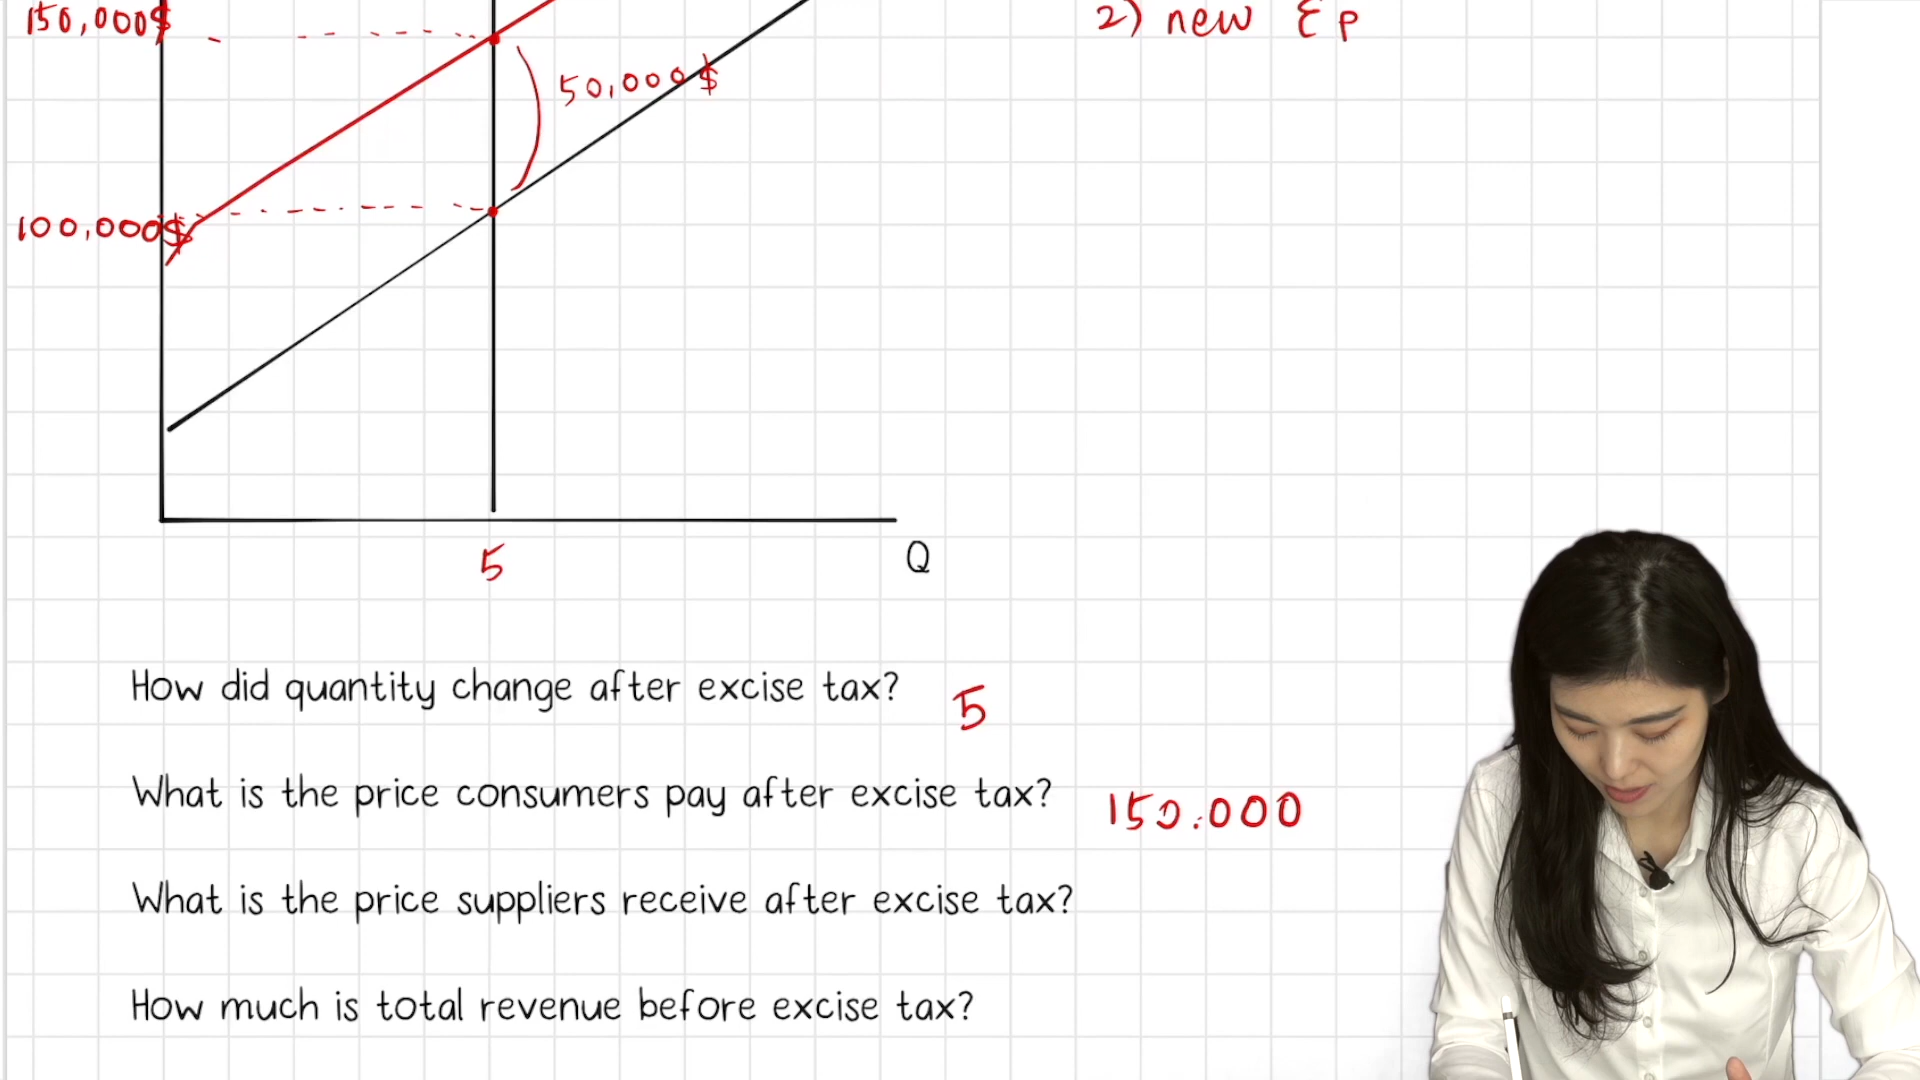 150,000$
2) new Ep
50,000$
100,000$
5
Q
How did quantity change after excise tax? 5
What is the price consumers pay after excise tax? 150.000
What is the price suppliers receive after excise tax?
How much is total revenue before excise tax?